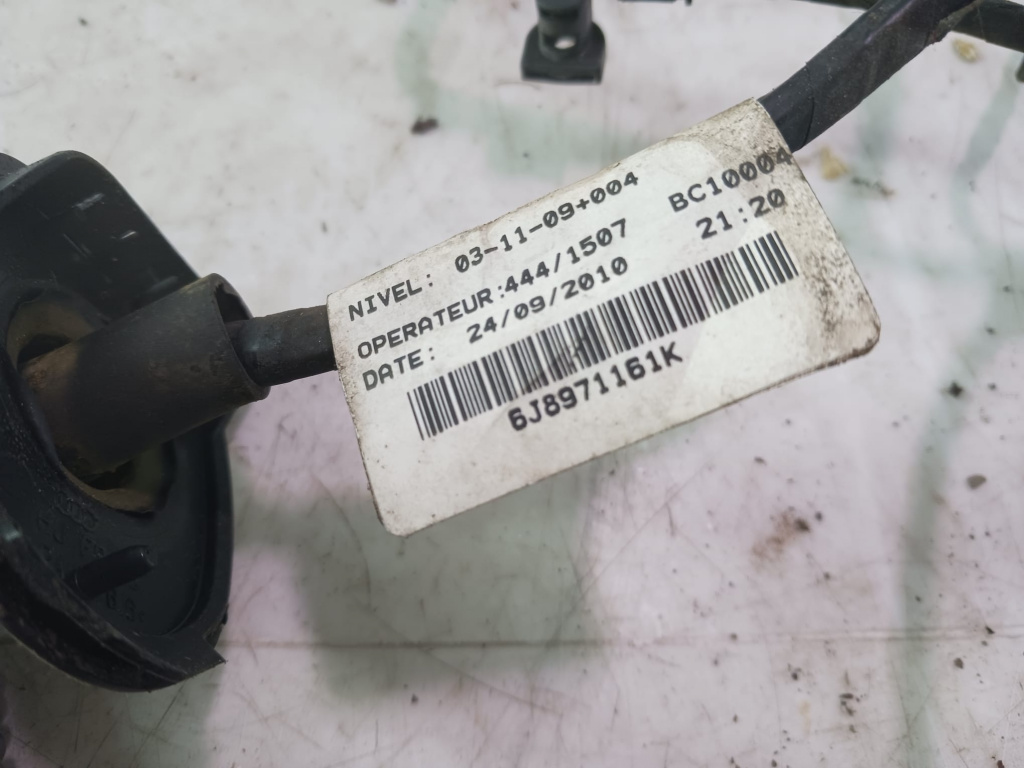 NIVEL: 03-11-09+004
OPERATEUR:444/1507 BC10004
DATE: 24/09/2010 21:20
6J8971161K